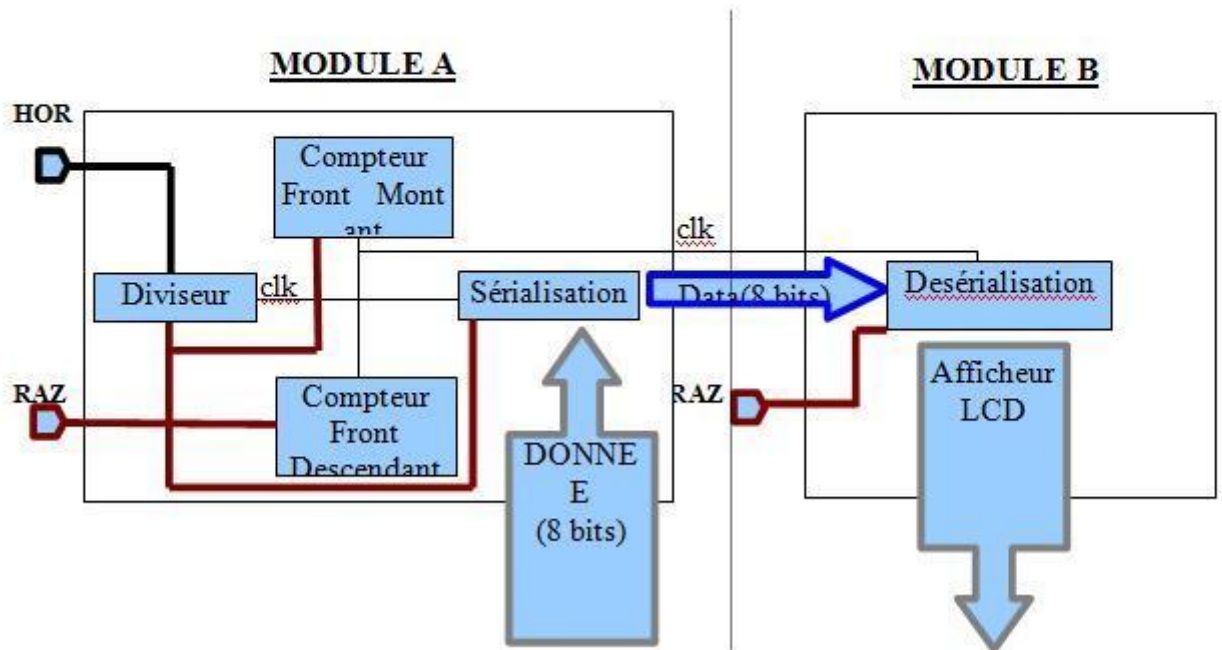 MODULE A
MODULE B
HOR
Compteur
Front Mont
ant
clk
Diviseur
clk
Sérialisation
Data(8 bits)
Desérialisation
RAZ
Compteur
Front
Descendant
DONNE
E
(8 bits)
RAZ
Afficheur
LCD